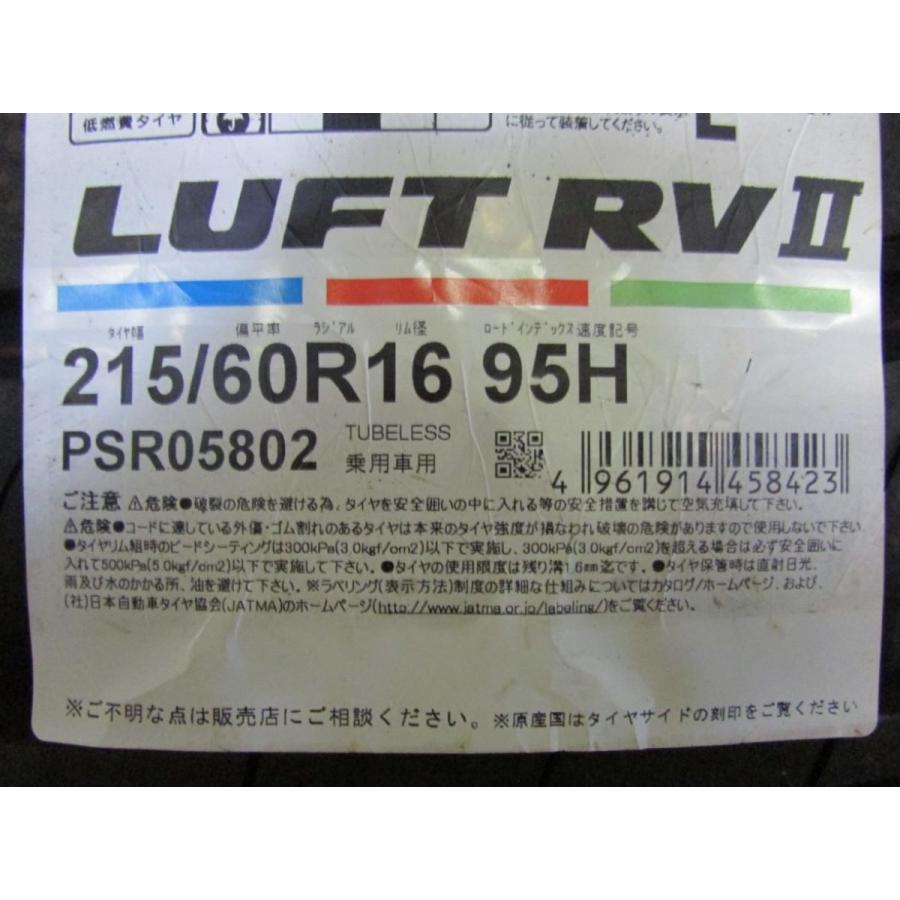 低燃費タイヤ
に従って装着してください。
LUFT RVII
タイヤ幅 偏平率 ラジアル リム径 ロードインデックス 速度記号
215/60R16 95H
PSR05802 TUBELESS
乗用車用
4 961914 458423
ご注意 ⚠危険●破裂の危険を避ける為、タイヤを安全囲いの中に入れる等の安全措置を講じて空気充填して下さい。
⚠危険●コードに達している外傷・ゴム割れのあるタイヤは本来のタイヤ強度が損なわれ破壊の危険がありますので使用しないで下さい
●タイヤリム組時のビードシーティングは300kPa(3.0kgf/cm2)以下で実施し、300kPa(3.0kgf/cm2)を超える場合は必ず安全囲いに
入れて500kPa(5.0kgf/cm2)以下で実施して下さい。●タイヤの使用限度は残り溝1.6mm迄です。●タイヤ保管時は直射日光、
雨及び水のかかる所、油を避けて下さい。※ラベリング(表示方法)制度の詳細な仕組みについてはカタログ/ホームページ、および、
(社)日本自動車タイヤ協会(JATMA)のホームページ(http://www.jatma.or.jp/labeling/)をご覧ください。
※ご不明な点は販売店にご相談ください。※原産国はタイヤサイドの刻印をご覧ください